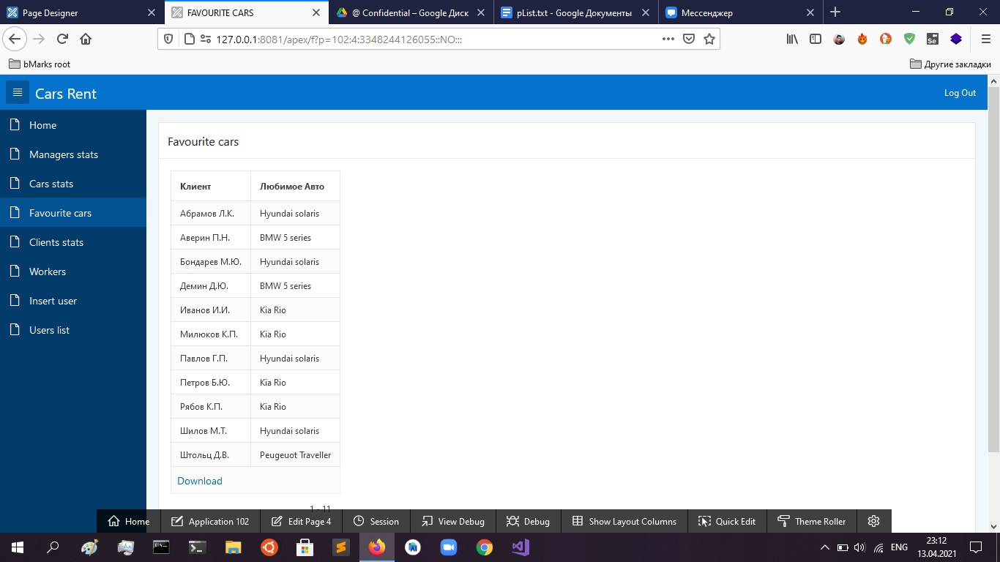 Page Designer
FAVOURITE CARS
@ Confidential – Google Диск
pList.txt - Google Документы
Мессенджер
127.0.0.1:8081/apex/f?p=102:4:3348244126055::NO:::
Se
bMarks root
Другие закладки
Cars Rent
Log Out
Home
Managers stats
Cars stats
Favourite cars
Clients stats
Workers
Insert user
Users list
Favourite cars
Клиент Любимое Авто
Абрамов Л.К. Hyundai solaris
Аверин П.Н. BMW 5 series
Бондарев М.Ю. Hyundai solaris
Демин Д.Ю. BMW 5 series
Иванов И.И. Kia Rio
Милюков К.П. Kia Rio
Павлов Г.П. Hyundai solaris
Петров Б.Ю. Kia Rio
Рябов К.П. Kia Rio
Шилов М.Т. Hyundai solaris
Штольц Д.В. Peugeuot Traveller
Download
1 - 11
Home
Application 102
Edit Page 4
Session
View Debug
Debug
Show Layout Columns
Quick Edit
Theme Roller
ENG
23:12
13.04.2021